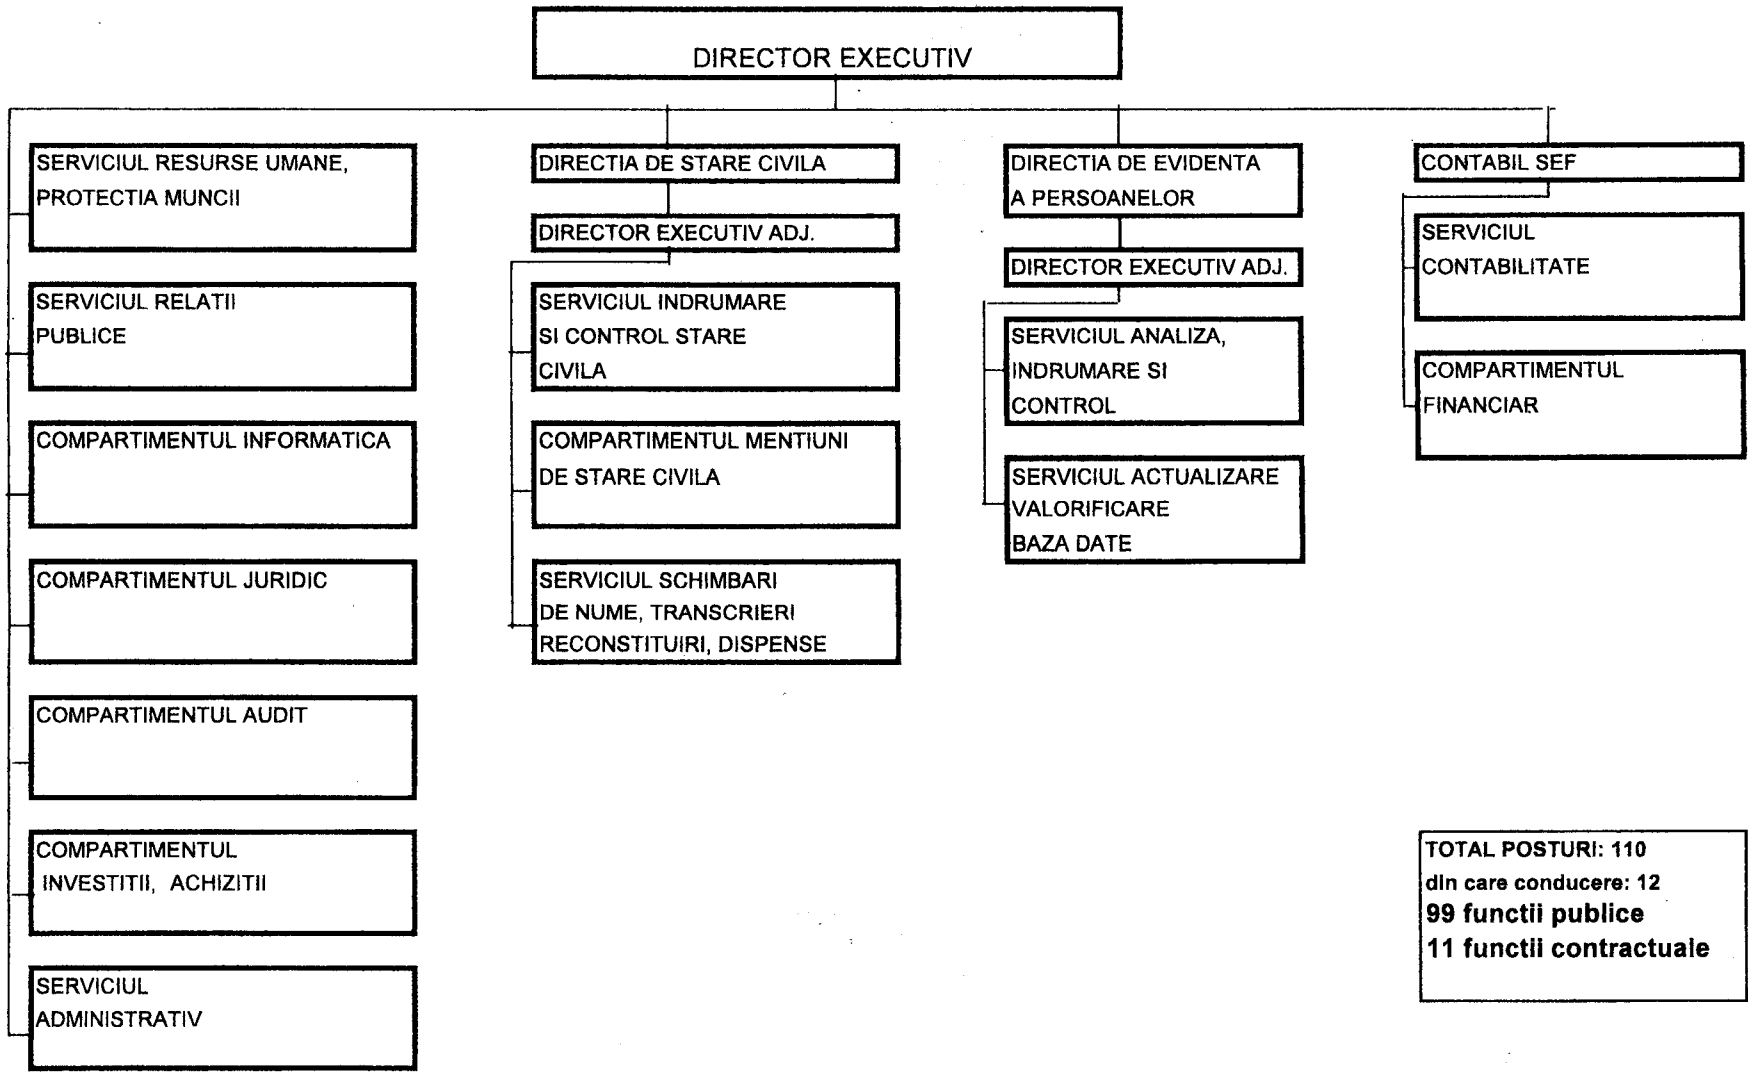 DIRECTOR EXECUTIV
SERVICIUL RESURSE UMANE,
PROTECTIA MUNCII
SERVICIUL RELATII
PUBLICE
COMPARTIMENTUL INFORMATICA
COMPARTIMENTUL JURIDIC
COMPARTIMENTUL AUDIT
COMPARTIMENTUL
INVESTITII, ACHIZITII
SERVICIUL
ADMINISTRATIV
DIRECTIA DE STARE CIVILA
DIRECTOR EXECUTIV ADJ.
SERVICIUL INDRUMARE
SI CONTROL STARE
CIVILA
COMPARTIMENTUL MENTIUNI
DE STARE CIVILA
SERVICIUL SCHIMBARI
DE NUME, TRANSCRIERI
RECONSTITUIRI, DISPENSE
DIRECTIA DE EVIDENTA
A PERSOANELOR
DIRECTOR EXECUTIV ADJ.
SERVICIUL ANALIZA,
INDRUMARE SI
CONTROL
SERVICIUL ACTUALIZARE
VALORIFICARE
BAZA DATE
CONTABIL SEF
SERVICIUL
CONTABILITATE
COMPARTIMENTUL
FINANCIAR
TOTAL POSTURI: 110
din care conducere: 12
99 functii publice
11 functii contractuale